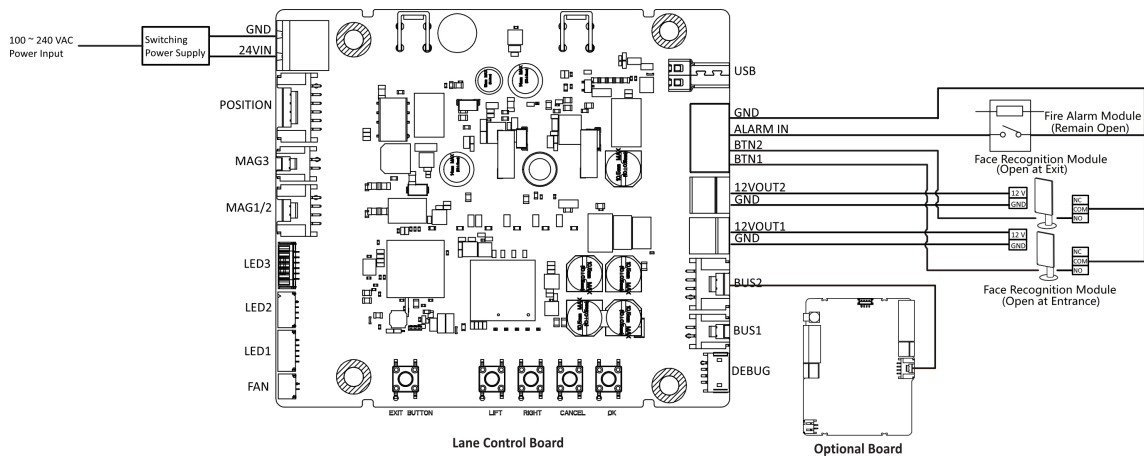 100 ~ 240 VAC
Power Input
Switching
Power Supply
GND
24VIN
POSITION
MAG3
MAG1/2
LED3
LED2
LED1
FAN
USB
GND
ALARM IN
BTN2
BTN1
12VOUT2
GND
12VOUT1
GND
BUS2
BUS1
DEBUG
Fire Alarm Module
(Remain Open)
Face Recognition Module
(Open at Exit)
12 V
GND
NC
COM
NO
12 V
GND
NC
COM
NO
Face Recognition Module
(Open at Entrance)
EXIT BUTTON
LIFT
RIGHT
CANCEL
OK
Lane Control Board
Optional Board